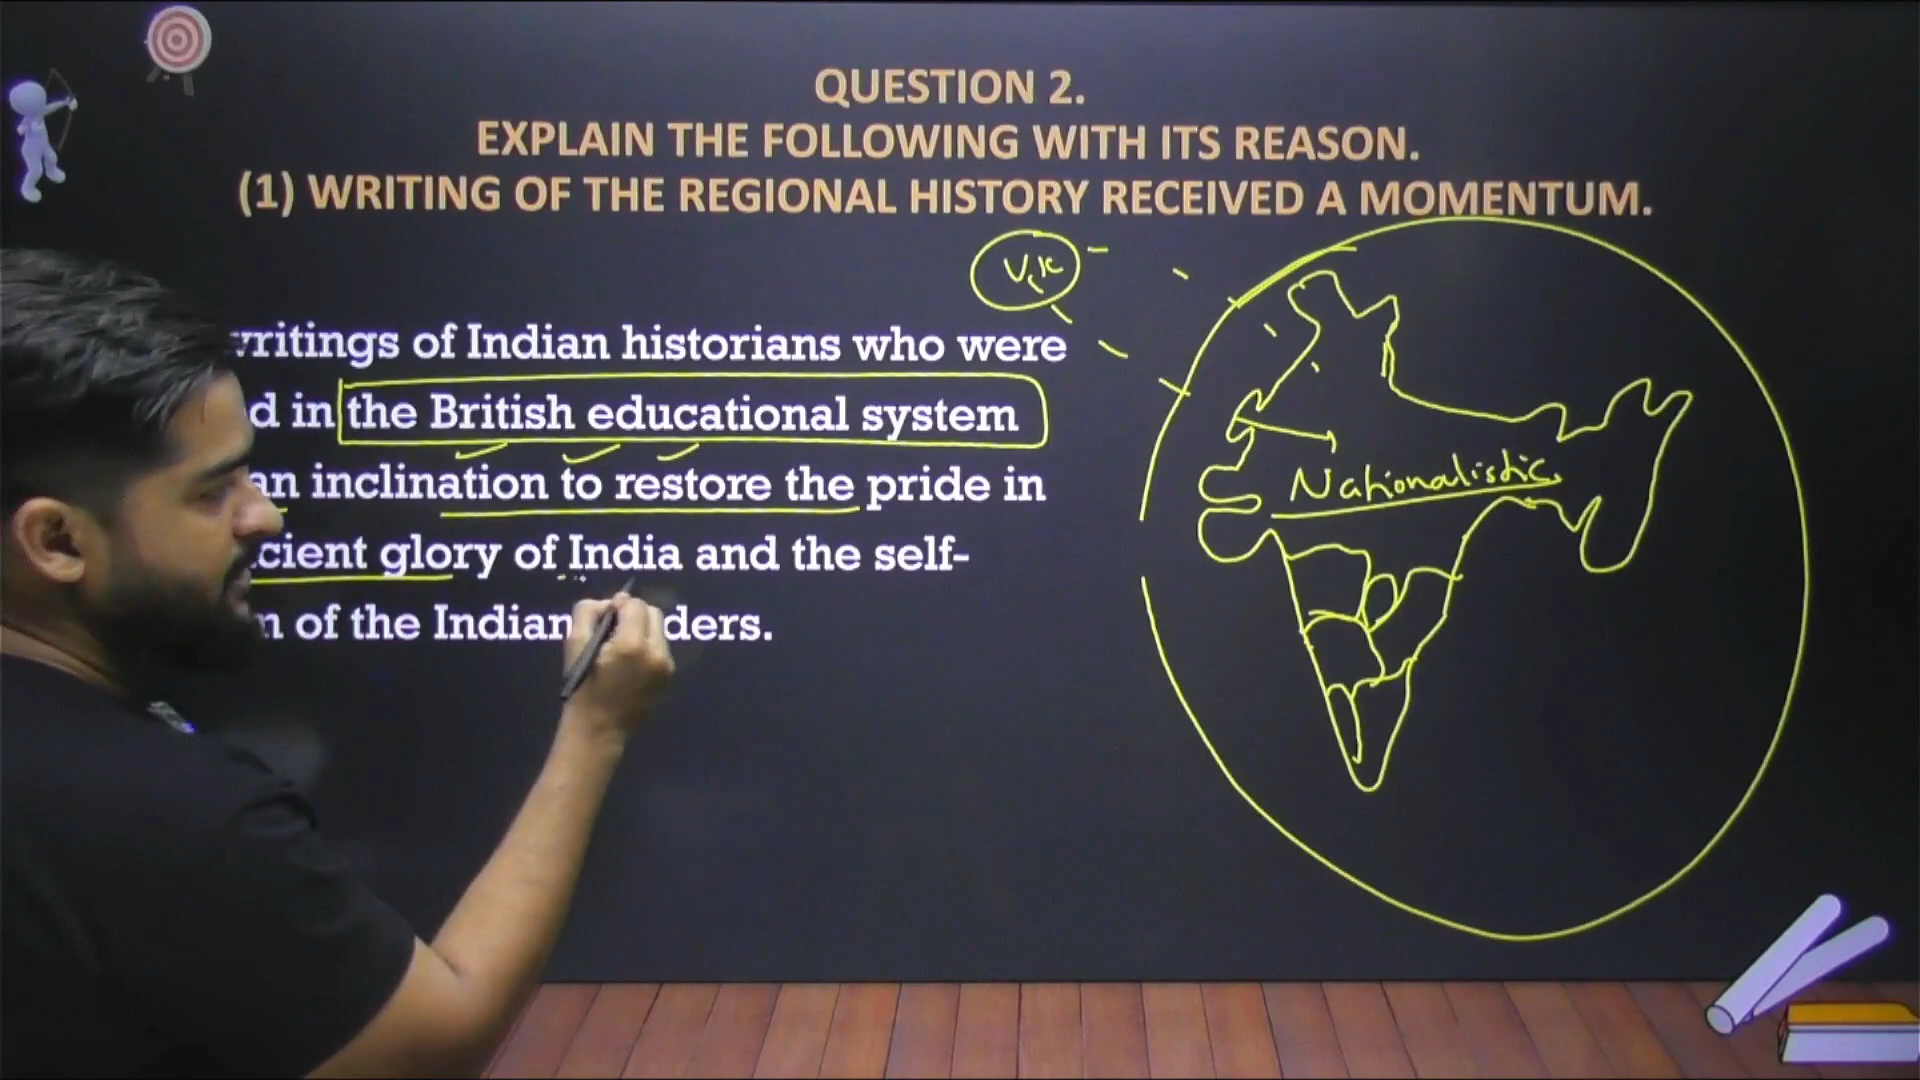 QUESTION 2.
EXPLAIN THE FOLLOWING WITH ITS REASON.
(1) WRITING OF THE REGIONAL HISTORY RECEIVED A MOMENTUM.
writings of Indian historians who were
in the British educational system
an inclination to restore the pride in
glory of India and the self-
of the Indian
Nationalistic